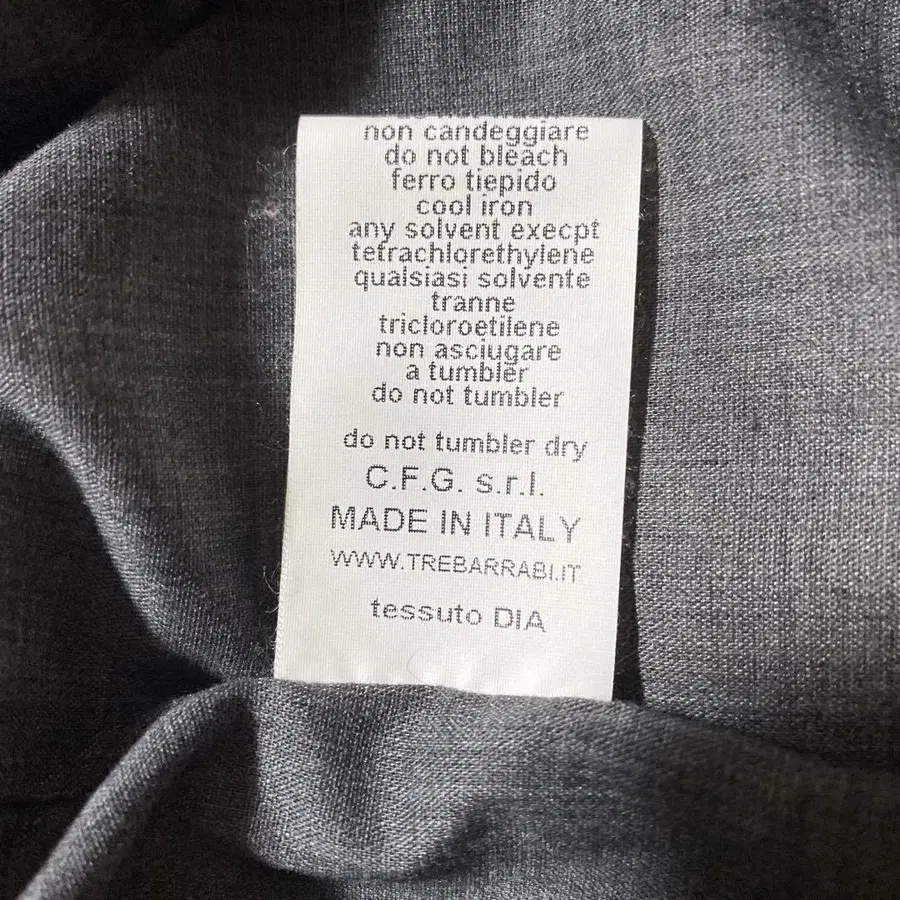 non candeggiare
do not bleach
ferro tiepido
cool iron
any solvent execpt
tetrachlorethylene
qualsiasi solvente
tranne
tricloroetilene
non asciugare
a tumbler
do not tumbler
do not tumbler dry
C.F.G. s.r.l.
MADE IN ITALY
WWW.TREBARRABI.IT
tessuto DIA